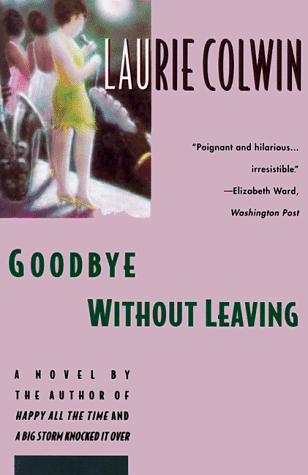 LAURIE COLWIN
"Poignant and hilarious...
irresistible."
—Elizabeth Ward,
Washington Post
GOODBYE
WITHOUT LEAVING
A NOVEL BY
THE AUTHOR OF
HAPPY ALL THE TIME AND
A BIG STORM KNOCKED IT OVER